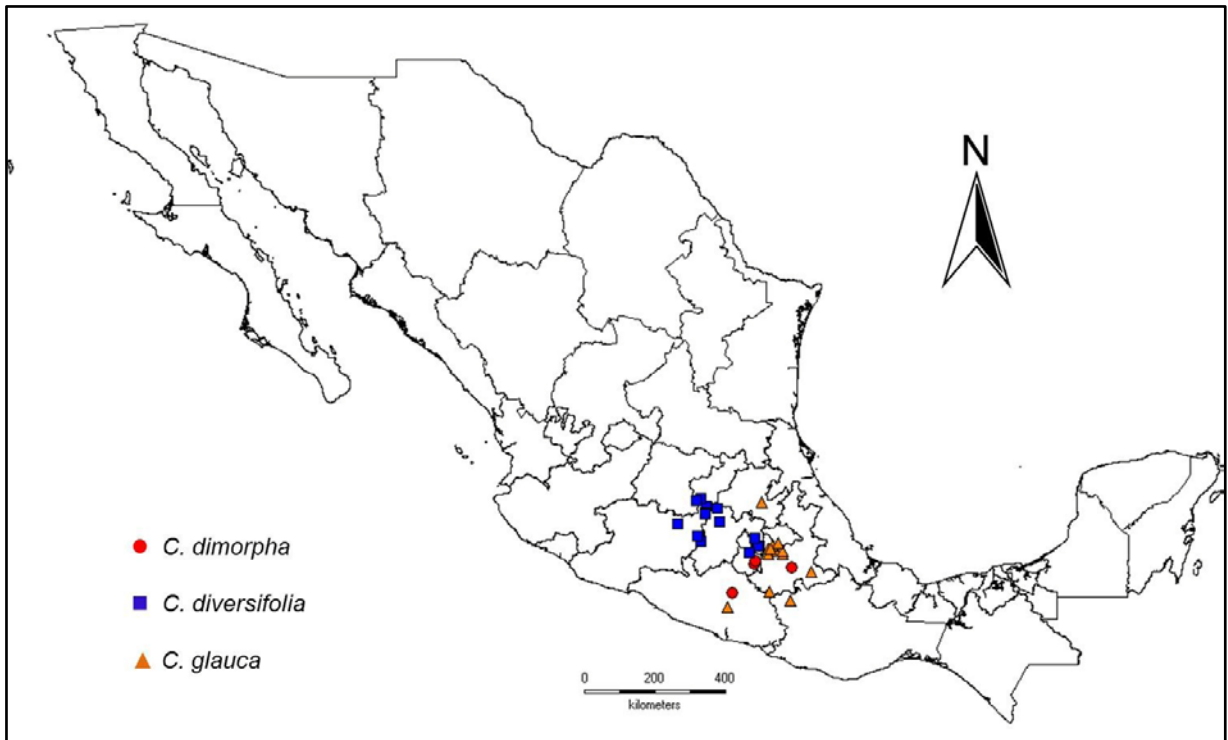 N
C. dimorpha
C. diversifolia
C. glauca
0 200 400
kilometers